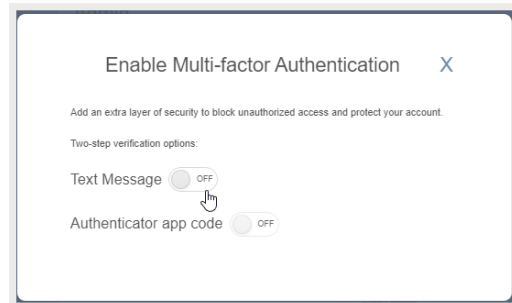 Enable Multi-factor Authentication X
Add an extra layer of security to block unauthorized access and protect your account.
Two-step verification options:
Text Message OFF
Authenticator app code OFF